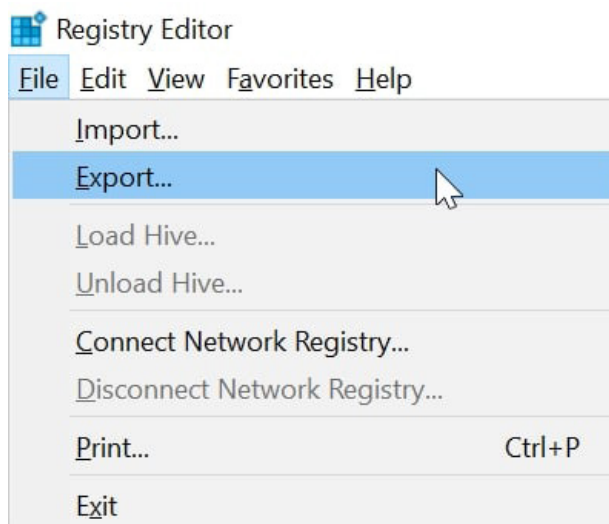 Registry Editor
File Edit View Favorites Help
Import...
Export...
Load Hive...
Unload Hive...
Connect Network Registry...
Disconnect Network Registry...
Print... Ctrl+P
Exit